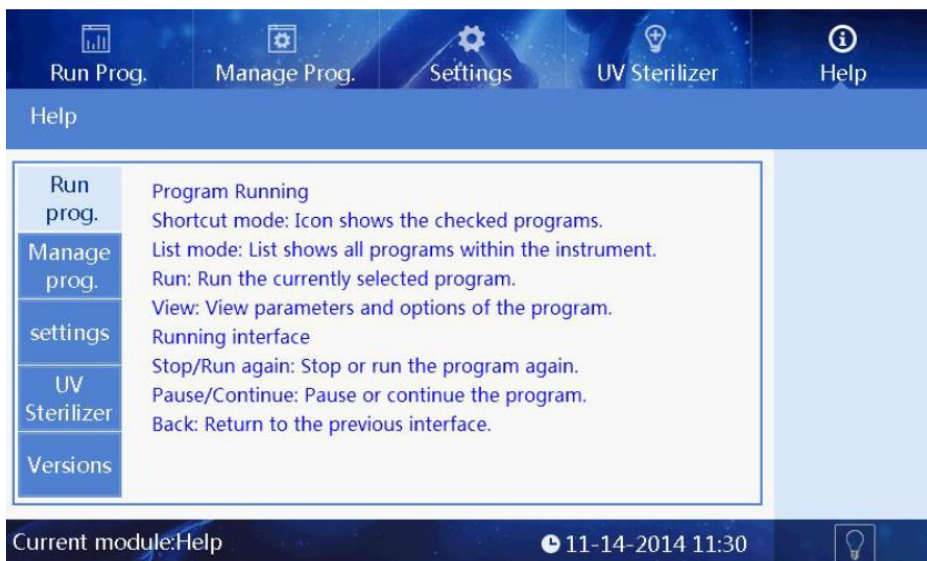 Run Prog. Manage Prog. Settings UV Sterilizer Help
Help
Run
prog.
Manage
prog.
settings
UV
Sterilizer
Versions
Program Running
Shortcut mode: Icon shows the checked programs.
List mode: List shows all programs within the instrument.
Run: Run the currently selected program.
View: View parameters and options of the program.
Running interface
Stop/Run again: Stop or run the program again.
Pause/Continue: Pause or continue the program.
Back: Return to the previous interface.
Current module:Help 11-14-2014 11:30